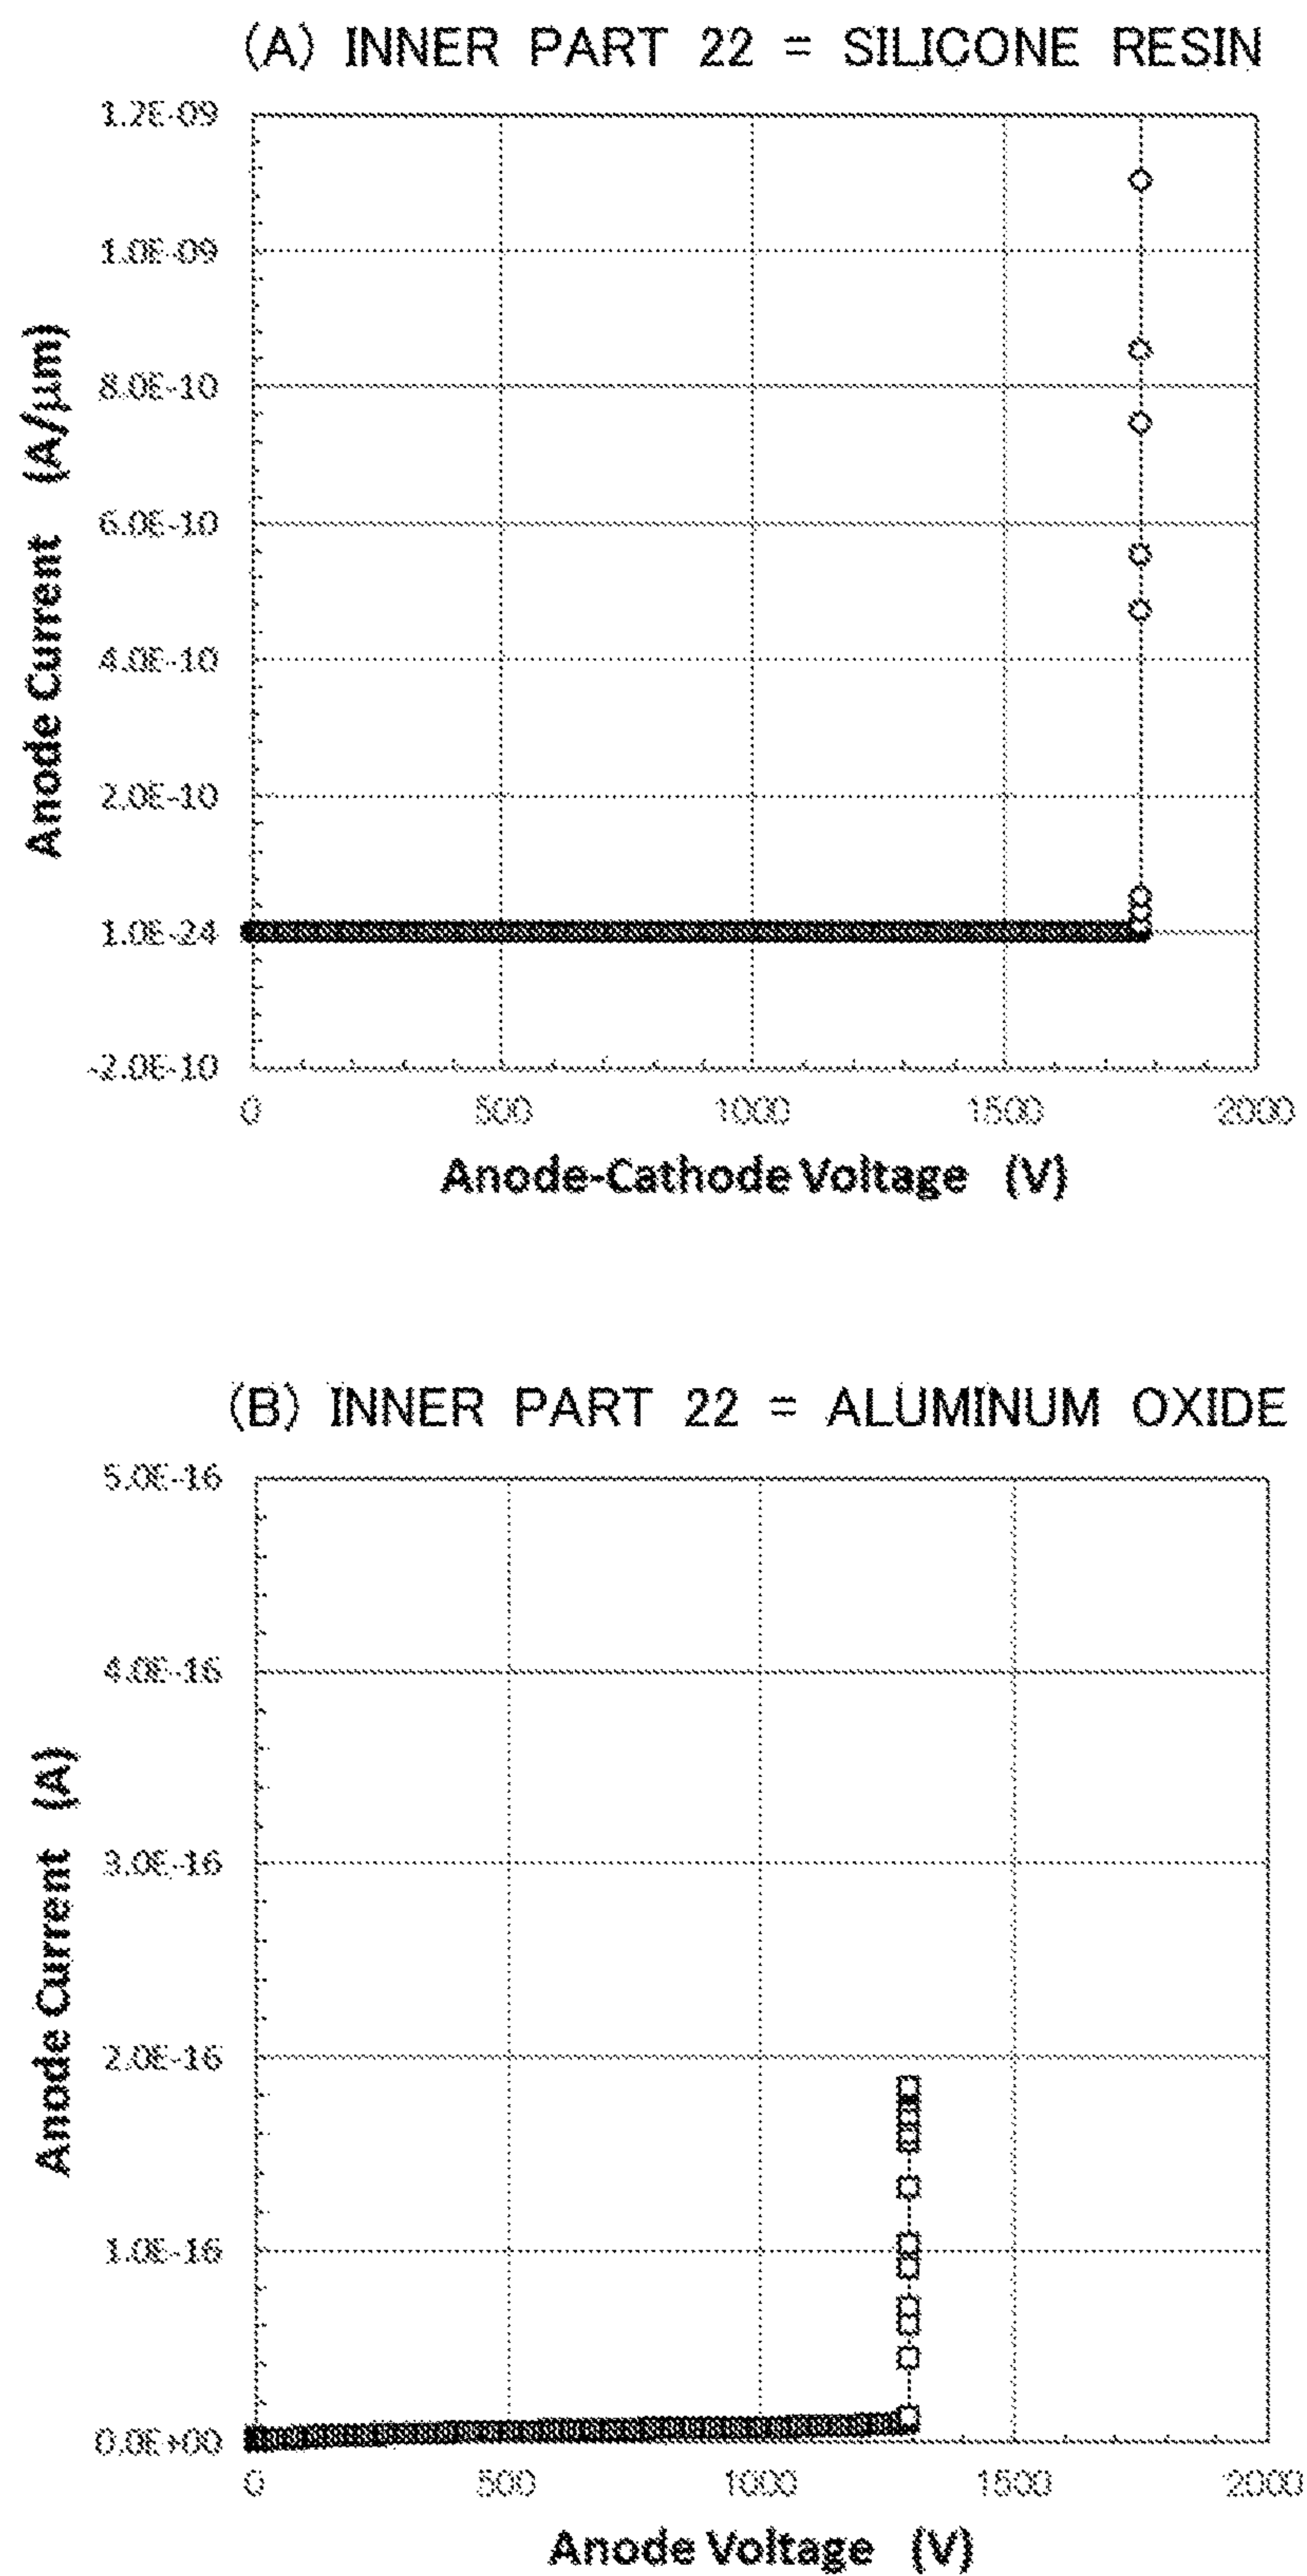 (A) INNER PART 22 = SILICONE RESIN
1.2E-09
1.0E-09
8.0E-10
6.0E-10
4.0E-10
2.0E-10
1.0E-24
-2.0E-10
Anode Current (A/μm)
0 500 1000 1500 2000
Anode-Cathode Voltage (V)
(B) INNER PART 22 = ALUMINUM OXIDE
5.0E-16
4.0E-16
3.0E-16
2.0E-16
1.0E-16
0.0E+00
Anode Current (A)
0 500 1000 1500 2000
Anode Voltage (V)